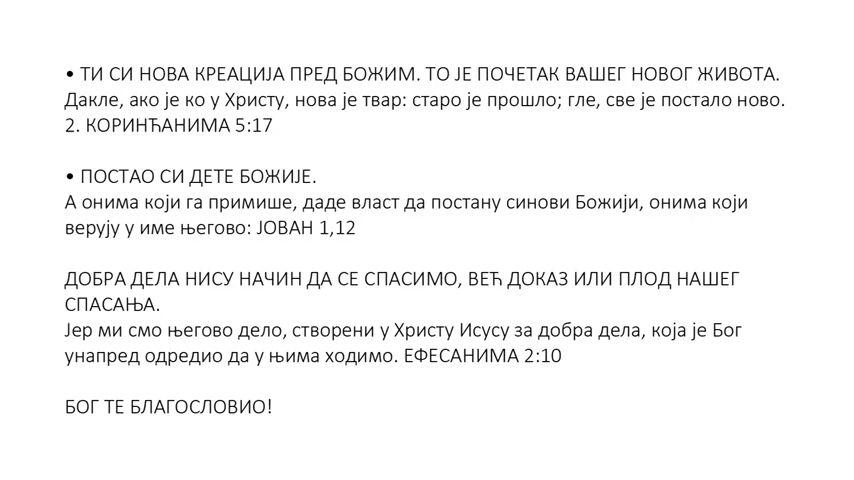 • ТИ СИ НОВА КРЕАЦИЈА ПРЕД БОЖИМ. ТО ЈЕ ПОЧЕТАК ВАШЕГ НОВОГ ЖИВОТА.
Дакле, ако је ко у Христу, нова је твар: старо је прошло; гле, све је постало ново.
2. КОРИНЋАНИМА 5:17
• ПОСТАО СИ ДЕТЕ БОЖИЈЕ.
А онима који га примише, даде власт да постану синови Божији, онима који
верују у име његово: ЈОВАН 1,12
ДОБРА ДЕЛА НИСУ НАЧИН ДА СЕ СПАСИМО, ВЕЋ ДОКАЗ ИЛИ ПЛОД НАШЕГ
СПАСАЊА.
Јер ми смо његово дело, створени у Христу Исусу за добра дела, која је Бог
унапред одредио да у њима ходимо. ЕФЕСАНИМА 2:10
БОГ ТЕ БЛАГОСЛОВИО!